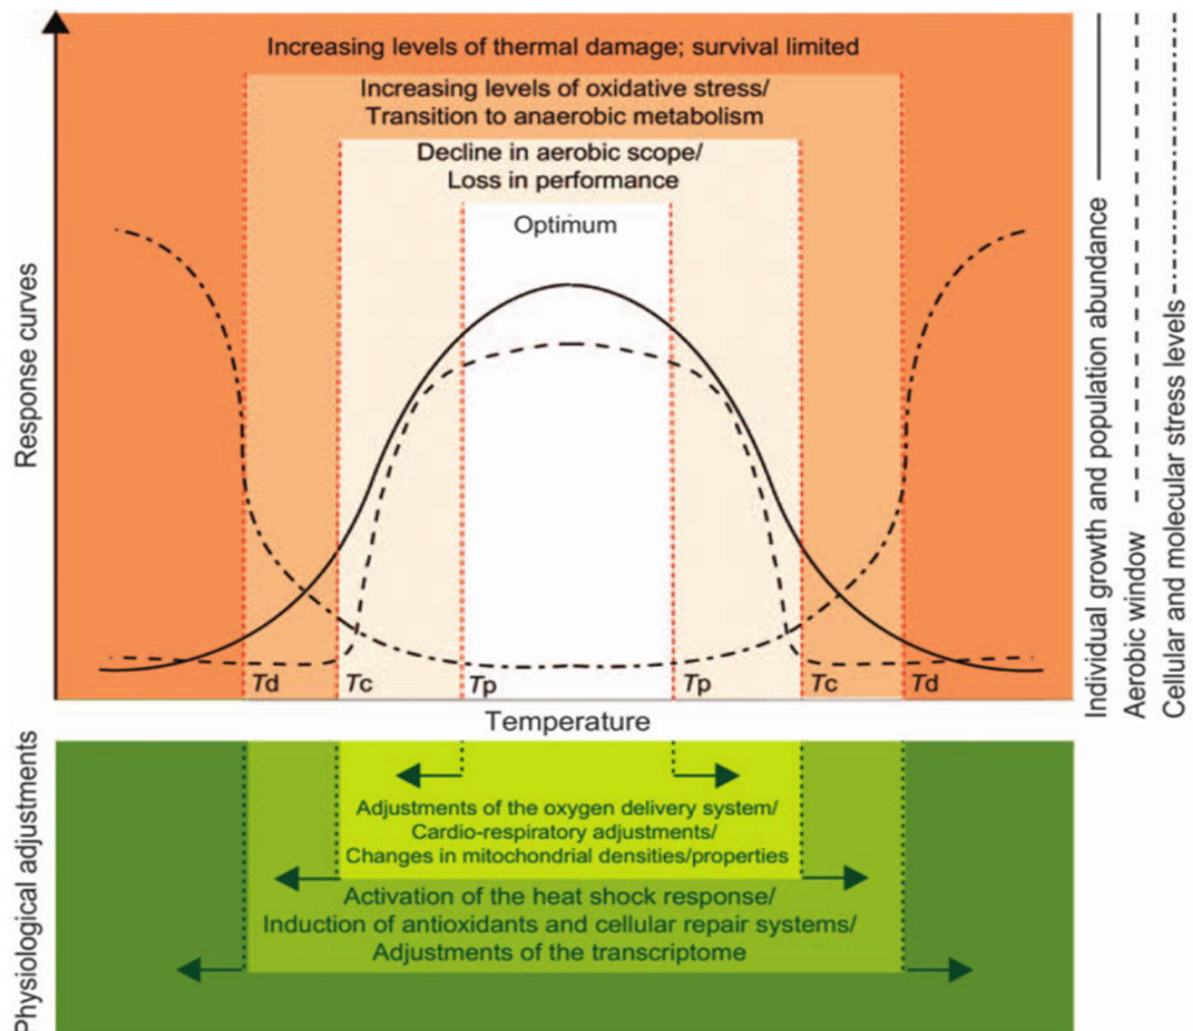 Increasing levels of thermal damage; survival limited
Increasing levels of oxidative stress/
Transition to anaerobic metabolism
Decline in aerobic scope/
Loss in performance
Optimum
Response curves
Td
Tc
Tp
Tp
Tc
Td
Temperature
Individual growth and population abundance
Aerobic window
Cellular and molecular stress levels
Physiological adjustments
Adjustments of the oxygen delivery system/
Cardio-respiratory adjustments/
Changes in mitochondrial densities/properties
Activation of the heat shock response/
Induction of antioxidants and cellular repair systems/
Adjustments of the transcriptome